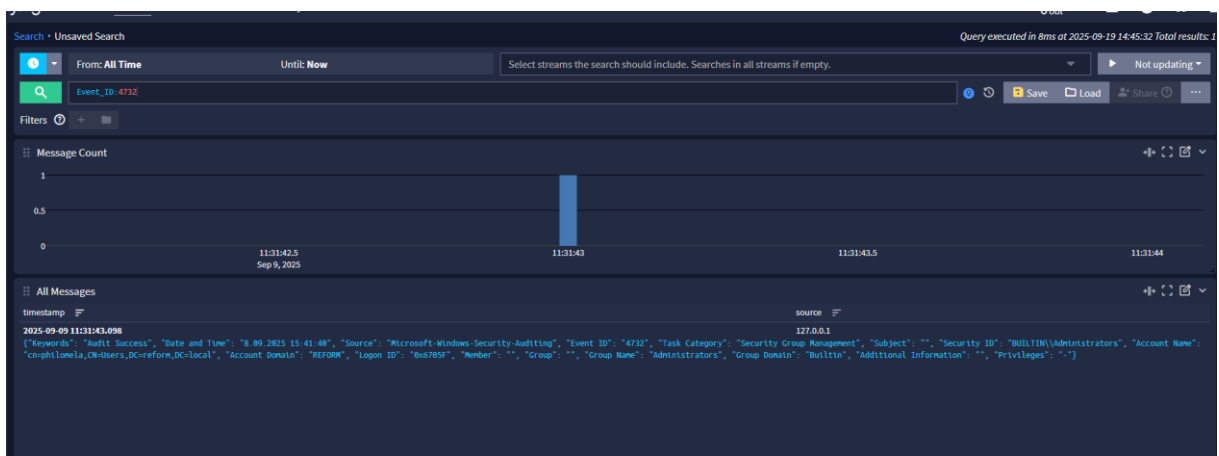 Search • Unsaved Search
Query executed in 8ms at 2025-09-19 14:45:32 Total results: 1
From: All Time
Until: Now
Select streams the search should include. Searches in all streams if empty.
Not updating
Event_ID:4732
Save
Load
Share
Filters
Message Count
1
0.5
0
11:31:42.5
11:31:43
11:31:43.5
11:31:44
Sep 9, 2025
All Messages
timestamp
source
2025-09-09 11:31:43.098
127.0.0.1
{"Keywords": "Audit Success", "Date and Time": "8.09.2025 15:41:40", "Source": "Microsoft-Windows-Security-Auditing", "Event ID": "4732", "Task Category": "Security Group Management", "Subject": "", "Security ID": "BUILTIN\\Administrators", "Account Name":
"cn=philomela,CN=Users,DC=reform,DC=local", "Account Domain": "REFORM", "Logon ID": "0x6705F", "Member": "", "Group": "", "Group Name": "Administrators", "Group Domain": "Builtin", "Additional Information": "", "Privileges": "-"}